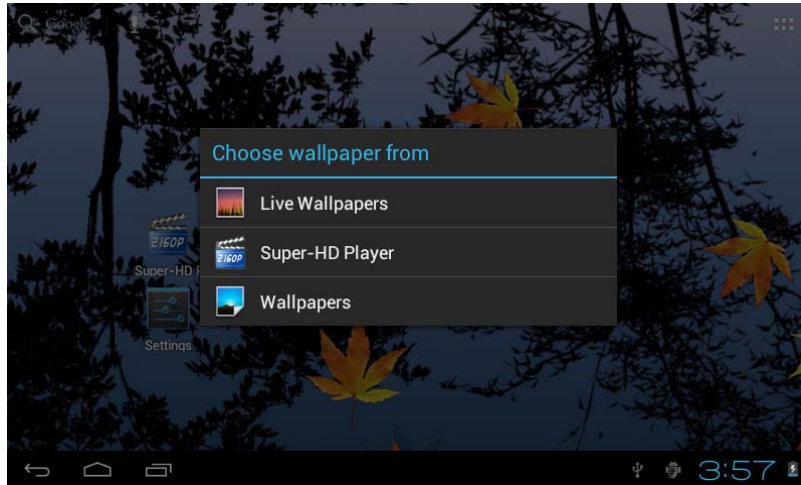 Google
Choose wallpaper from
Live Wallpapers
2160P
Super-HD Player
2160P
Super-HD
Wallpapers
Settings
3:57